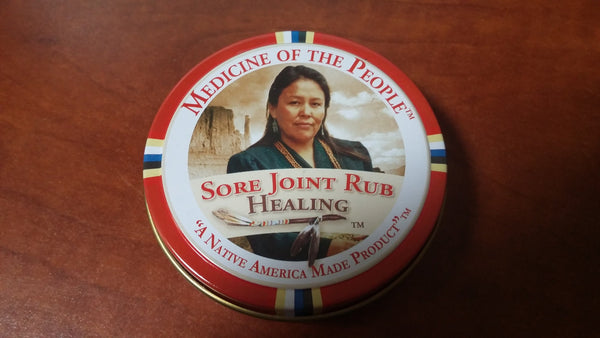 Medicine of the People™
Sore Joint Rub
Healing
™
"A Native America Made Product"™